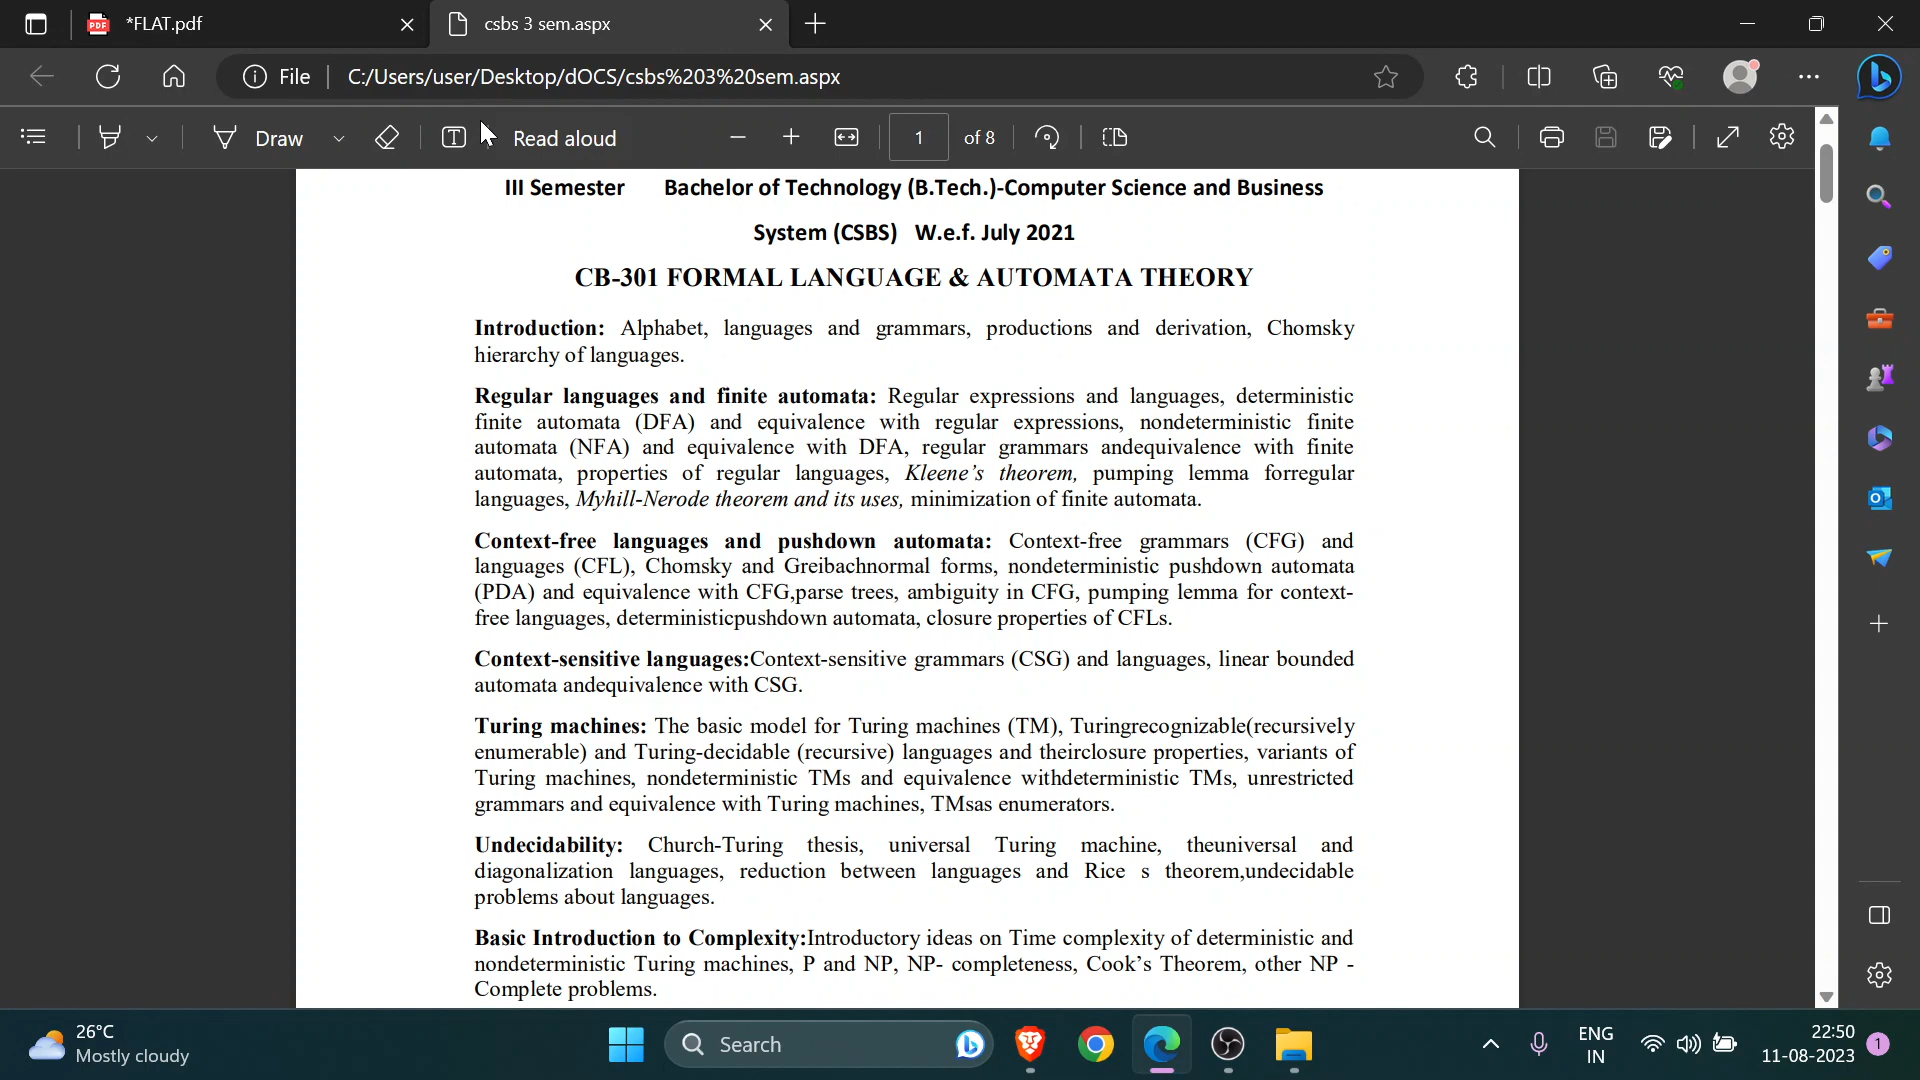 *FLAT.pdf
csbs 3 sem.aspx
File
C:/Users/user/Desktop/dOCS/csbs%203%20sem.aspx
Draw
Read aloud
1
of 8
III Semester Bachelor of Technology (B.Tech.)-Computer Science and Business
System (CSBS) W.e.f. July 2021
CB-301 FORMAL LANGUAGE & AUTOMATA THEORY
Introduction: Alphabet, languages and grammars, productions and derivation, Chomsky
hierarchy of languages.
Regular languages and finite automata: Regular expressions and languages, deterministic
finite automata (DFA) and equivalence with regular expressions, nondeterministic finite
automata (NFA) and equivalence with DFA, regular grammars andequivalence with finite
automata, properties of regular languages, Kleene’s theorem, pumping lemma forregular
languages, Myhill-Nerode theorem and its uses, minimization of finite automata.
Context-free languages and pushdown automata: Context-free grammars (CFG) and
languages (CFL), Chomsky and Greibachnormal forms, nondeterministic pushdown automata
(PDA) and equivalence with CFG,parse trees, ambiguity in CFG, pumping lemma for context-
free languages, deterministicpushdown automata, closure properties of CFLs.
Context-sensitive languages:Context-sensitive grammars (CSG) and languages, linear bounded
automata andequivalence with CSG.
Turing machines: The basic model for Turing machines (TM), Turingrecognizable(recursively
enumerable) and Turing-decidable (recursive) languages and theirclosure properties, variants of
Turing machines, nondeterministic TMs and equivalence withdeterministic TMs, unrestricted
grammars and equivalence with Turing machines, TMsas enumerators.
Undecidability: Church-Turing thesis, universal Turing machine, theuniversal and
diagonalization languages, reduction between languages and Rice s theorem,undecidable
problems about languages.
Basic Introduction to Complexity:Introductory ideas on Time complexity of deterministic and
nondeterministic Turing machines, P and NP, NP- completeness, Cook’s Theorem, other NP -
Complete problems.
26°C
Mostly cloudy
Search
ENG
IN
22:50
11-08-2023
1